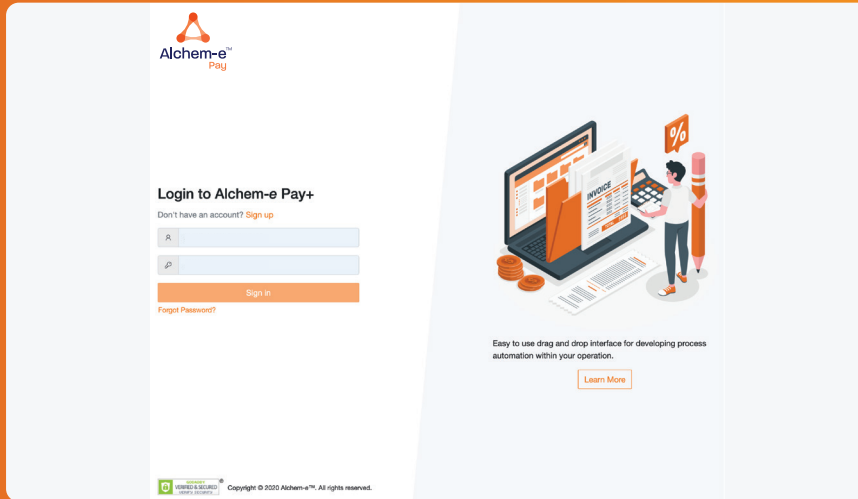 Alchem-e™
Pay
Login to Alchem-e Pay+
Don't have an account? Sign up
Sign in
Forgot Password?
%
INVOICE
Easy to use drag and drop interface for developing process
automation within your operation.
Learn More
VERIFIED & SECURED
VERIFY SECURITY
Copyright © 2020 Alchem-e™. All rights reserved.